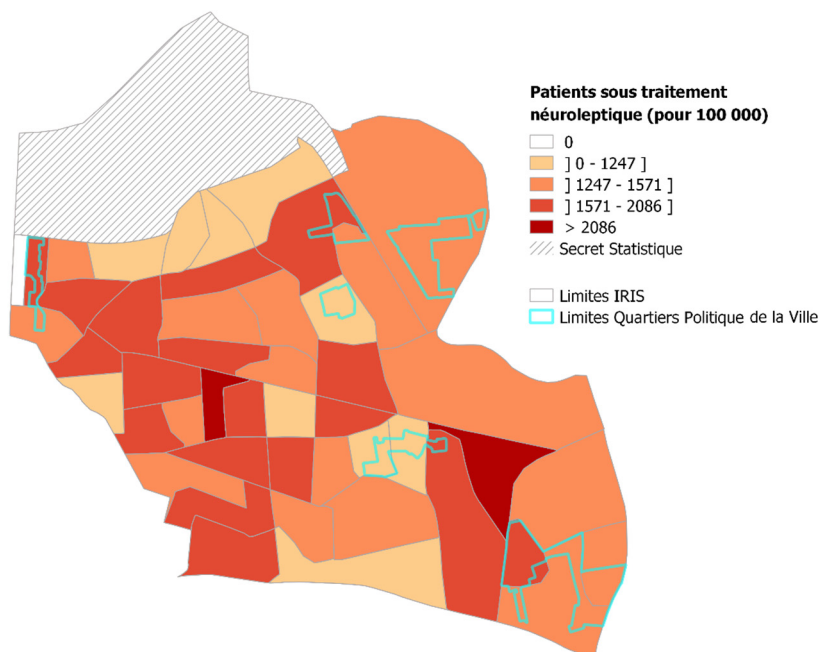 Patients sous traitement
néuroleptique (pour 100 000)
0
] 0 - 1247 ]
] 1247 - 1571 ]
] 1571 - 2086 ]
> 2086
Secret Statistique
Limites IRIS
Limites Quartiers Politique de la Ville